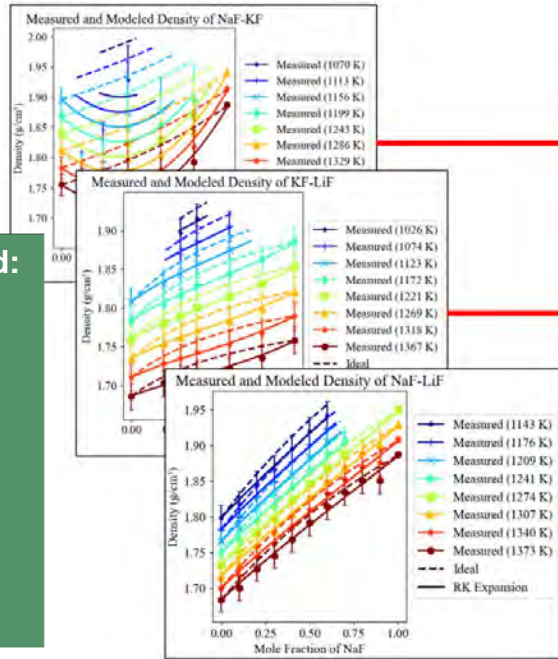 Measured and Modeled Density of NaF-KF
2.00
1.95
1.90
1.85
1.80
1.75
1.70
Density (g/cm³)
Measured (1070 K)
Measured (1113 K)
Measured (1156 K)
Measured (1199 K)
Measured (1243 K)
Measured (1286 K)
Measured (1329 K)
d:
Measured and Modeled Density of KF-LiF
1.90
1.85
1.80
1.75
1.70
Density (g/cm³)
0.00
Measured (1026 K)
Measured (1074 K)
Measured (1123 K)
Measured (1172 K)
Measured (1221 K)
Measured (1269 K)
Measured (1318 K)
Measured (1367 K)
Ideal
Measured and Modeled Density of NaF-LiF
1.95
1.90
1.85
1.80
1.75
1.70
Density (g/cm³)
0.00 0.25 0.50 0.75 1.00
Mole Fraction of NaF
Measured (1143 K)
Measured (1176 K)
Measured (1209 K)
Measured (1241 K)
Measured (1274 K)
Measured (1307 K)
Measured (1340 K)
Measured (1373 K)
Ideal
RK Expansion